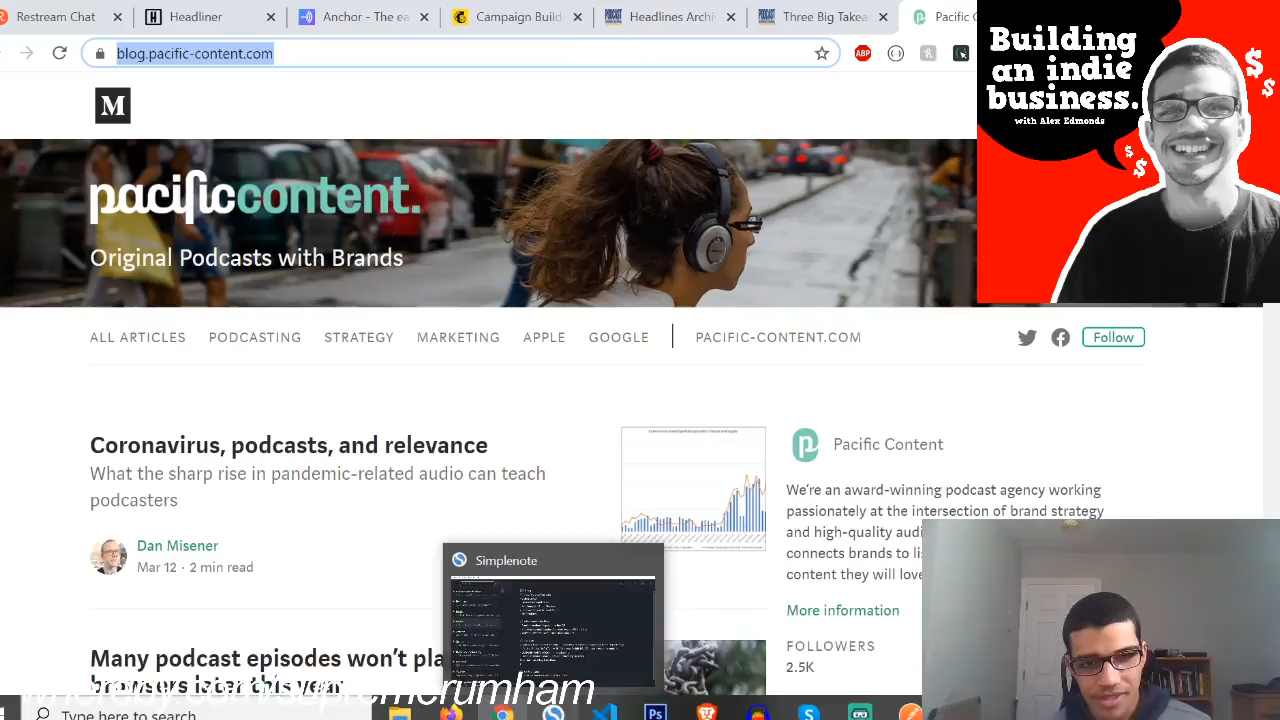 Restream Chat
Headliner
Anchor - The ea
Campaign Build
Headlines Archi
Three Big Takea
Pacific C
blog.pacific-content.com
ABP
M
Building
an indie
business.
with Alex Edmonds
$
$
$
$
pacificcontent.
Original Podcasts with Brands
ALL ARTICLES PODCASTING STRATEGY MARKETING APPLE GOOGLE PACIFIC-CONTENT.COM
Follow
Coronavirus, podcasts, and relevance
What the sharp rise in pandemic-related audio can teach
podcasters
Dan Misener
Mar 12 · 2 min read
Pacific Content
We're an award-winning podcast agency working
passionately at the intersection of brand strategy
and high-quality audi
connects brands to li
content they will love
More information
FOLLOWERS
2.5K
Simplenote
Many podcast episodes won't pla
Type here to search